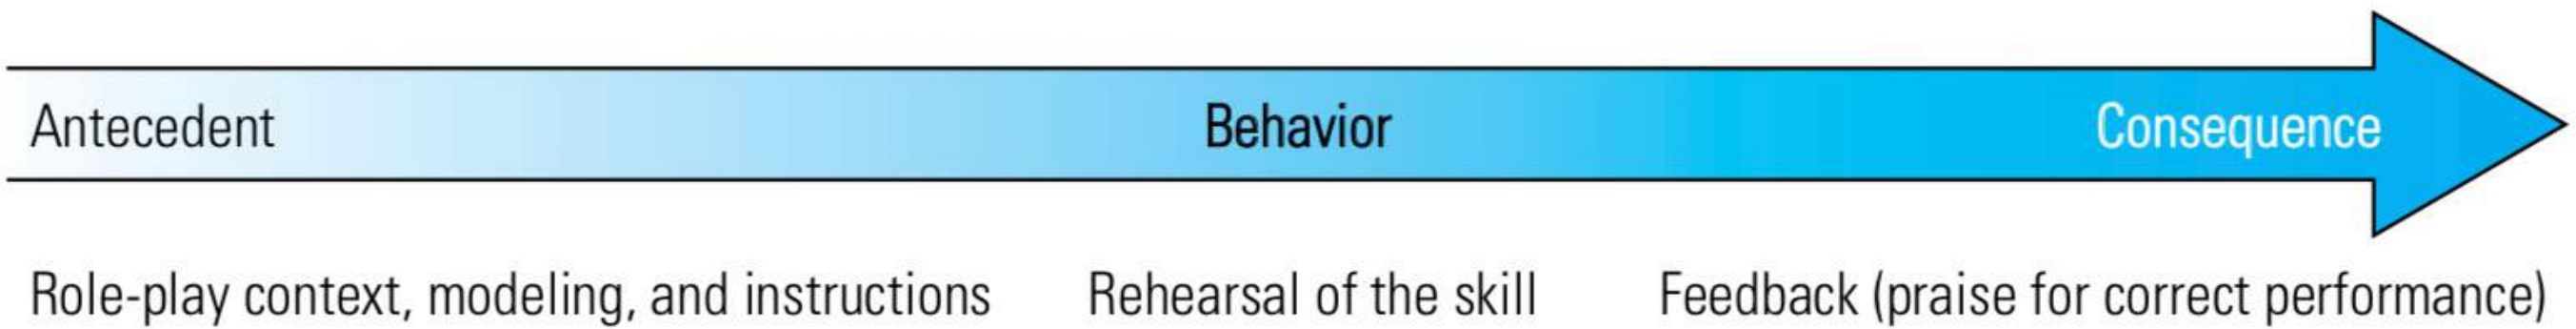 Antecedent Behavior Consequence
Role-play context, modeling, and instructions Rehearsal of the skill Feedback (praise for correct performance)